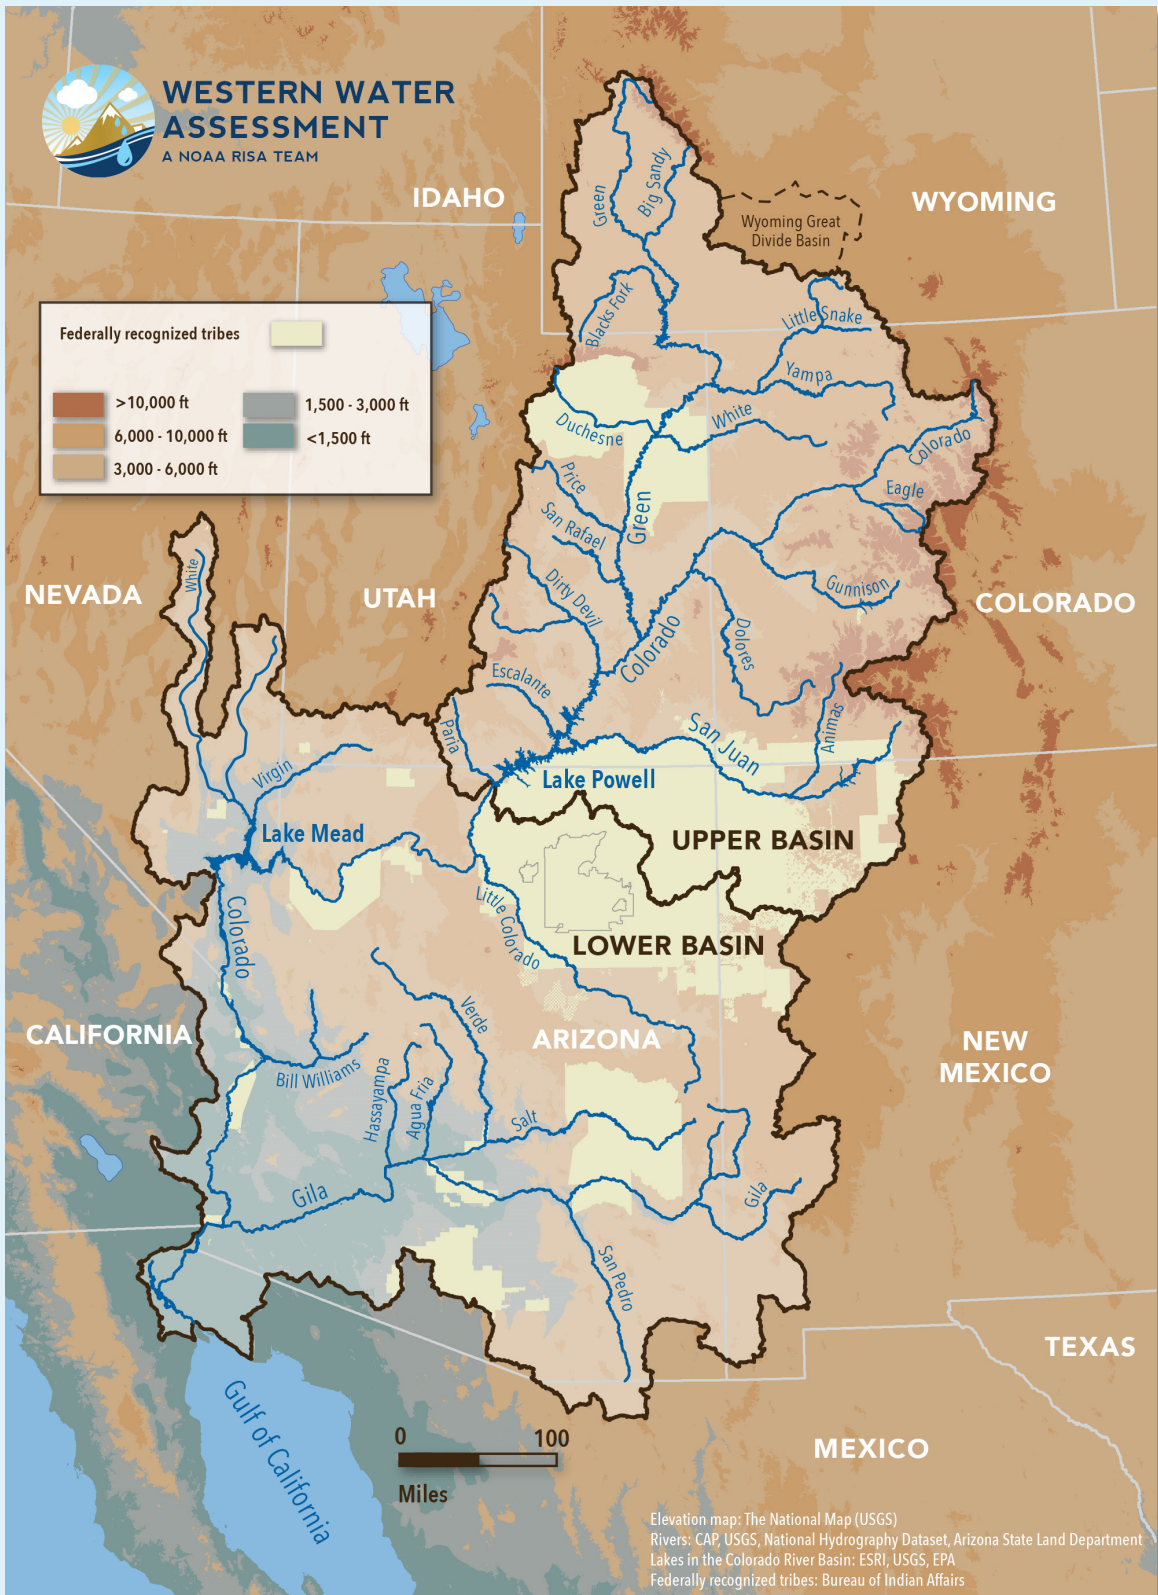 WESTERN WATER
ASSESSMENT
A NOAA RISA TEAM
IDAHO
WYOMING
Green
Big Sandy
Wyoming Great
Divide Basin
Blacks Fork
Little Snake
Federally recognized tribes
>10,000 ft
1,500 - 3,000 ft
6,000 - 10,000 ft
<1,500 ft
3,000 - 6,000 ft
Yampa
Duchesne
White
Colorado
Price
Eagle
San Rafael
Green
White
NEVADA
UTAH
Dirty Devil
Gunnison
COLORADO
Colorado
Dolores
Escalante
Paria
San Juan
Animas
Virgin
Lake Powell
Lake Mead
UPPER BASIN
Colorado
Little Colorado
LOWER BASIN
CALIFORNIA
Verde
ARIZONA
NEW
MEXICO
Bill Williams
Hassayampa
Agua Fria
Salt
Gila
Gila
San Pedro
TEXAS
Gulf of California
0 100
Miles
MEXICO
Elevation map: The National Map (USGS)
Rivers: CAP, USGS, National Hydrography Dataset, Arizona State Land Department
Lakes in the Colorado River Basin: ESRI, USGS, EPA
Federally recognized tribes: Bureau of Indian Affairs